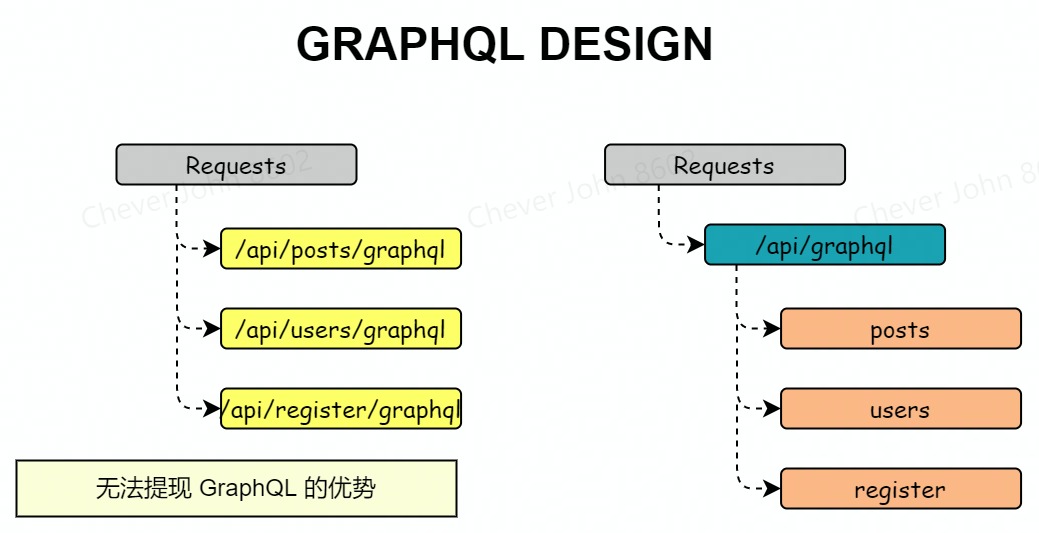 GRAPHQL DESIGN
Requests
/api/posts/graphql
/api/users/graphql
/api/register/graphql
无法提现 GraphQL 的优势
Requests
/api/graphql
posts
users
register
Chever John 8602
Chever John 8602
Chever John 86